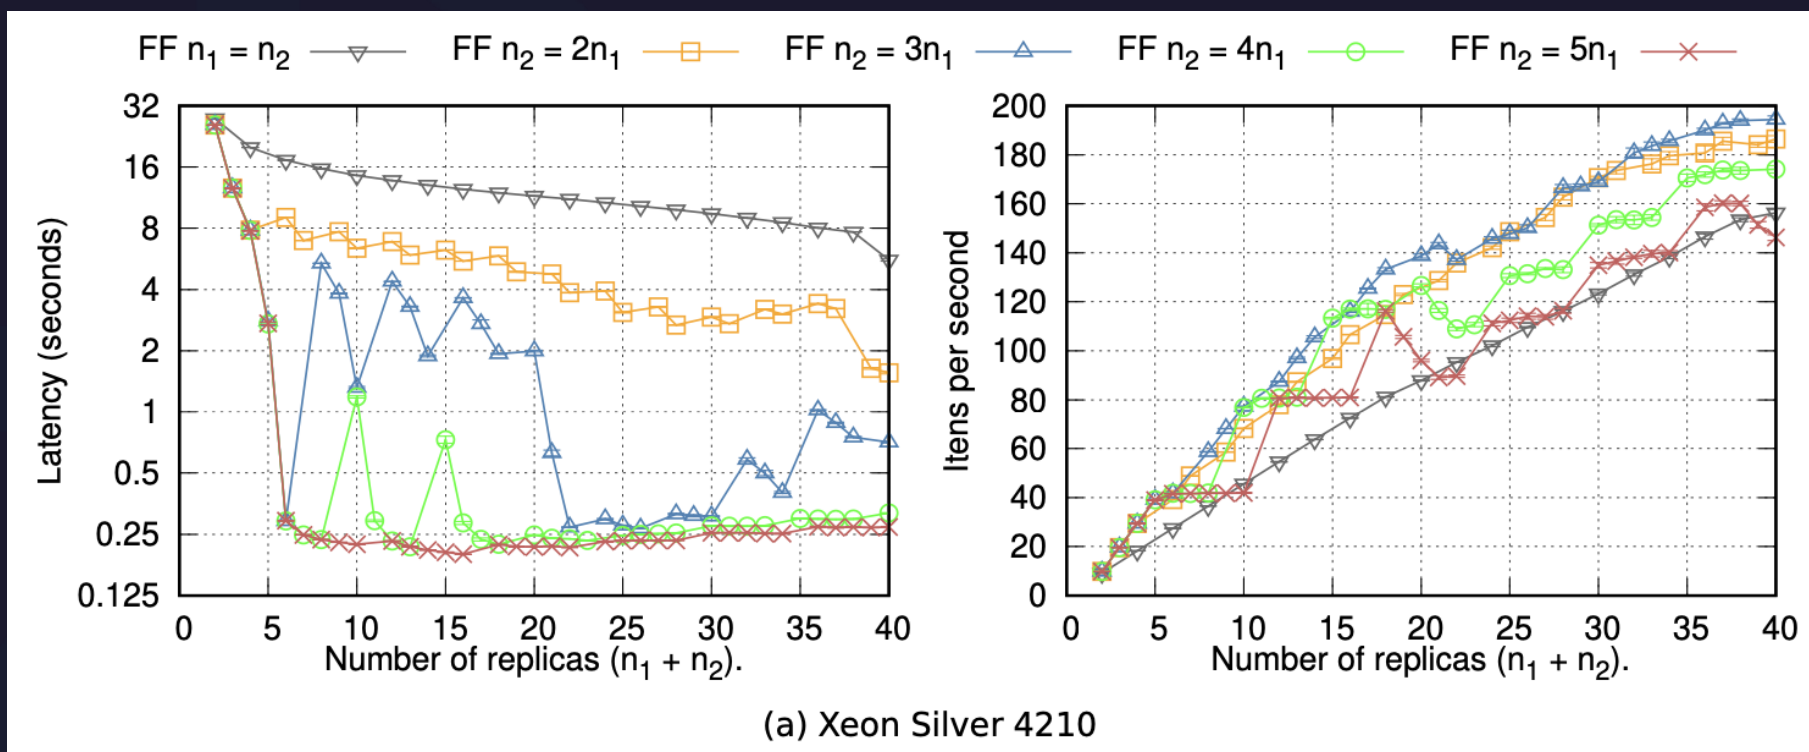 FF n1 = n2 FF n2 = 2n1 FF n2 = 3n1 FF n2 = 4n1 FF n2 = 5n1
32
16
8
4
2
1
0.5
0.25
0.125
Latency (seconds)
0 5 10 15 20 25 30 35 40
Number of replicas (n1 + n2).
200
180
160
140
120
100
80
60
40
20
0
Itens per second
0 5 10 15 20 25 30 35 40
Number of replicas (n1 + n2).
(a) Xeon Silver 4210